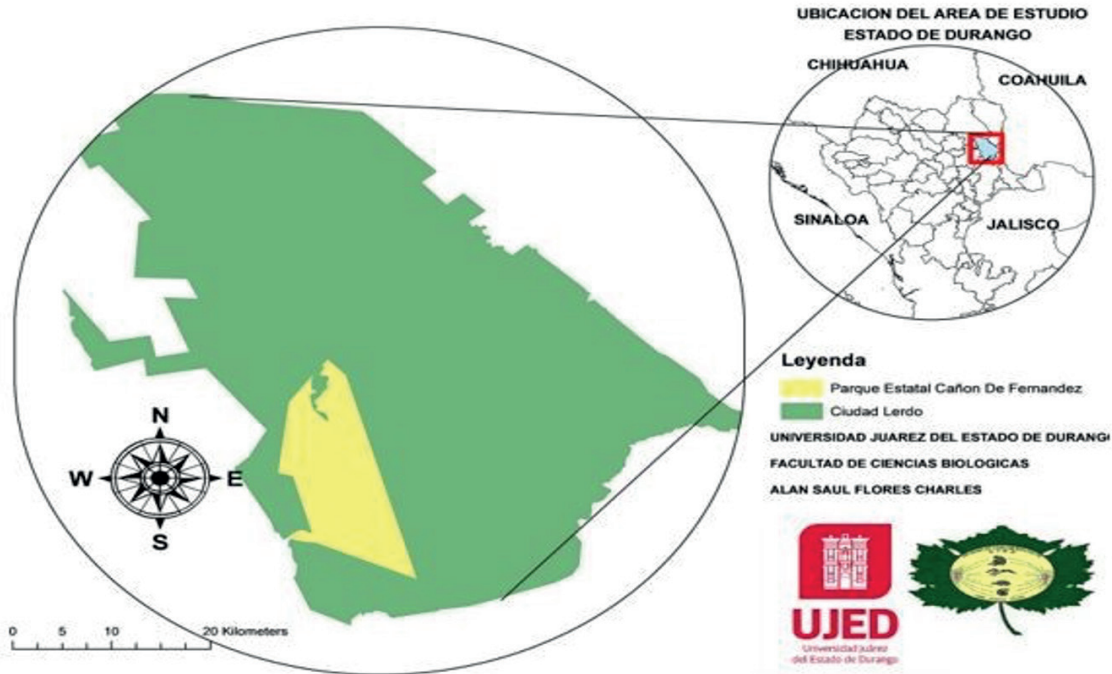 UBICACION DEL AREA DE ESTUDIO
ESTADO DE DURANGO
CHIHUAHUA
COAHUILA
SINALOA
JALISCO
Leyenda
Parque Estatal Cañon De Fernandez
Ciudad Lerdo
UNIVERSIDAD JUAREZ DEL ESTADO DE DURANG
FACULTAD DE CIENCIAS BIOLOGICAS
ALAN SAUL FLORES CHARLES
N
W
E
S
0 5 10 20 Kilometers
UJED
Universidad Juárez
del Estado de Durango